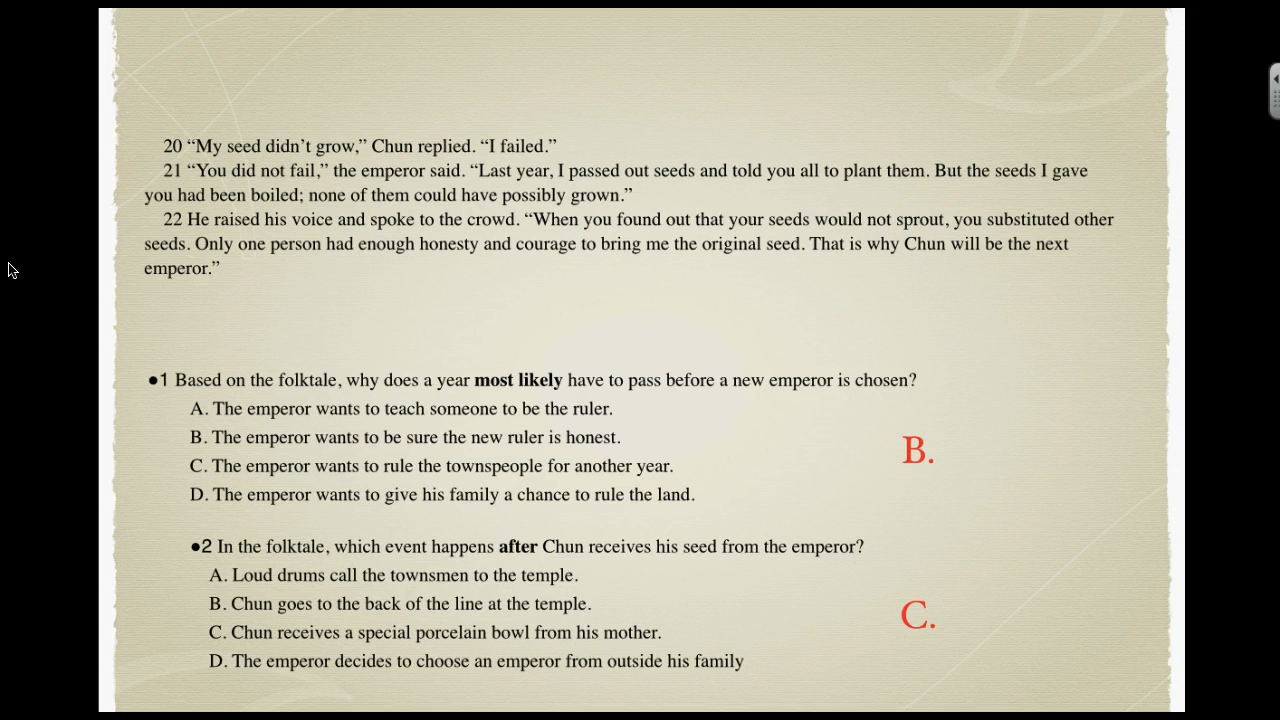 20 “My seed didn’t grow,” Chun replied. “I failed.”
21 “You did not fail,” the emperor said. “Last year, I passed out seeds and told you all to plant them. But the seeds I gave
you had been boiled; none of them could have possibly grown.”
22 He raised his voice and spoke to the crowd. “When you found out that your seeds would not sprout, you substituted other
seeds. Only one person had enough honesty and courage to bring me the original seed. That is why Chun will be the next
emperor.”
●1 Based on the folktale, why does a year most likely have to pass before a new emperor is chosen?
A. The emperor wants to teach someone to be the ruler.
B. The emperor wants to be sure the new ruler is honest.
C. The emperor wants to rule the townspeople for another year.
D. The emperor wants to give his family a chance to rule the land.
B.
●2 In the folktale, which event happens after Chun receives his seed from the emperor?
A. Loud drums call the townsmen to the temple.
B. Chun goes to the back of the line at the temple.
C. Chun receives a special porcelain bowl from his mother.
D. The emperor decides to choose an emperor from outside his family
C.